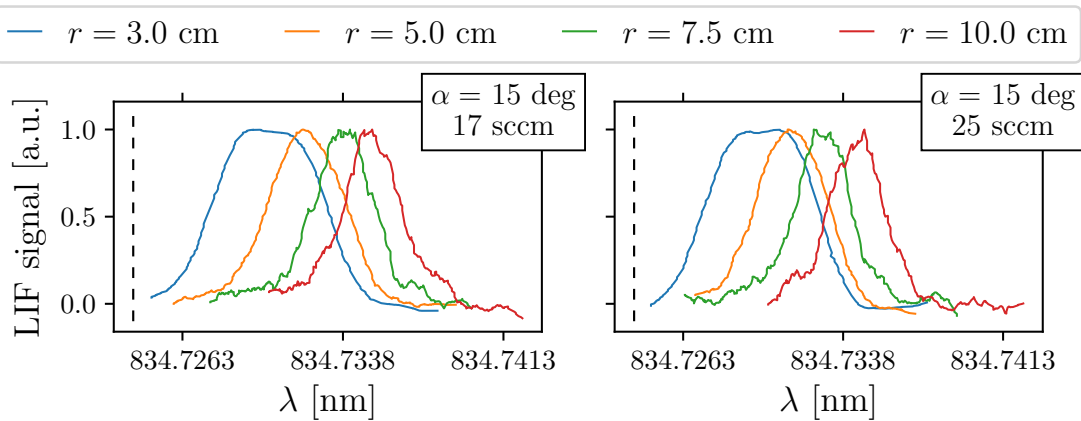 r = 3.0 cm r = 5.0 cm r = 7.5 cm r = 10.0 cm
α = 15 deg
17 sccm
α = 15 deg
25 sccm
LIF signal [a.u.]
1.0
0.5
0.0
834.7263 834.7338 834.7413
834.7263 834.7338 834.7413
λ [nm]
λ [nm]